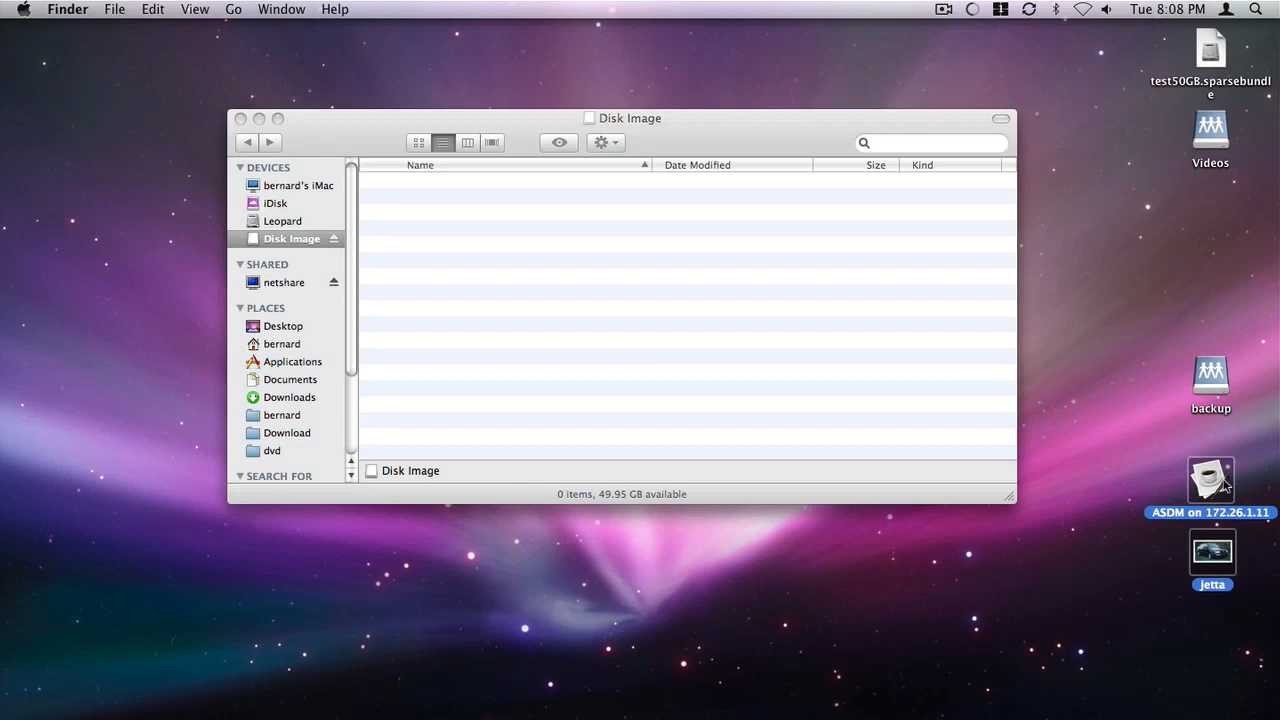 Finder File Edit View Go Window Help
1 Tue 8:08 PM
test50GB.sparsebundl
e
Videos
backup
ASDM on 172.26.1.11
jetta
Disk Image
DEVICES
bernard's iMac
iDisk
Leopard
Disk Image
SHARED
netshare
PLACES
Desktop
bernard
Applications
Documents
Downloads
bernard
Download
dvd
SEARCH FOR
Name Date Modified Size Kind
Disk Image
0 items, 49.95 GB available